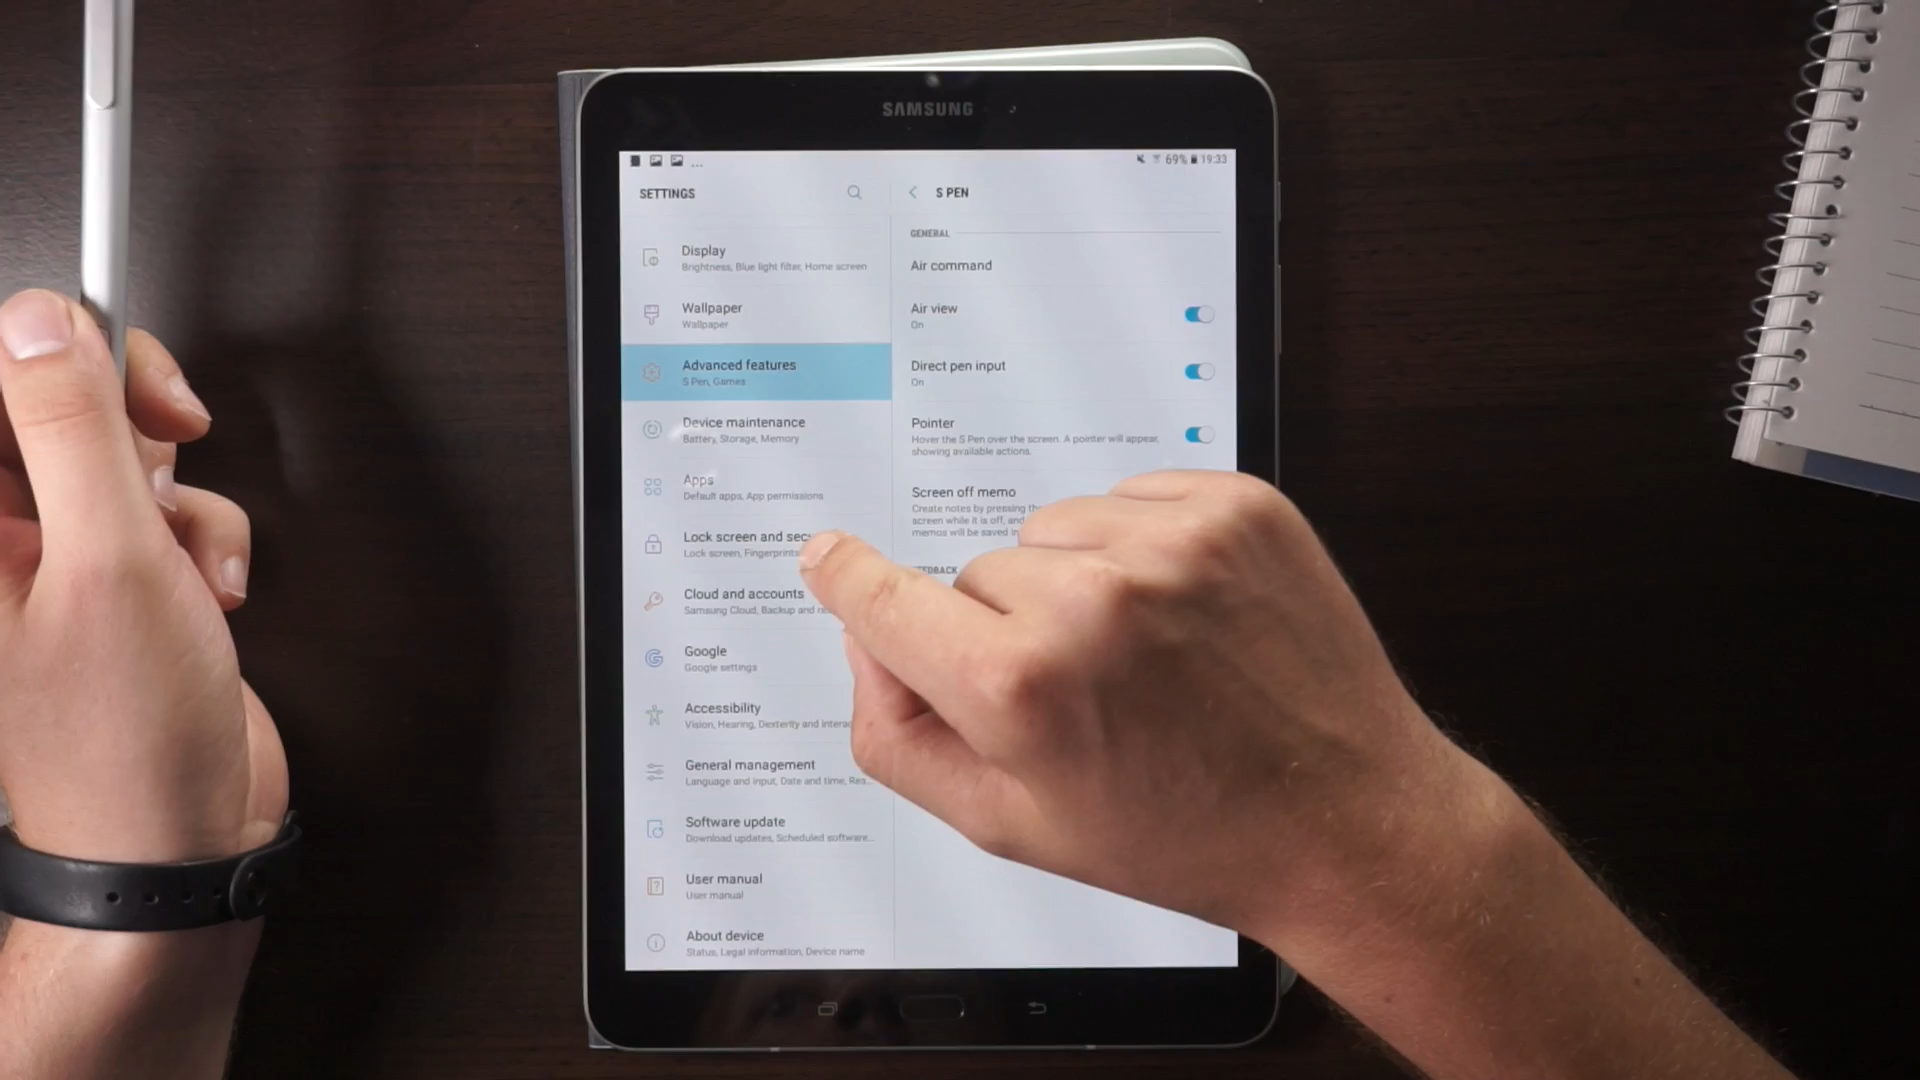 SAMSUNG
... 69% 19:33
SETTINGS
Display
Brightness, Blue light filter, Home screen
Wallpaper
Wallpaper
Advanced features
S Pen, Games
Device maintenance
Battery, Storage, Memory
Apps
Default apps, App permissions
Lock screen and
Lock screen, Fingerprints
Cloud and accounts
Samsung Cloud, Backup and
Google
Google settings
Accessibility
Vision, Hearing, Dexterity and
General management
Language and input, Date and time, Rea...
Software update
Download updates, Scheduled software...
User manual
User manual
About device
Status, Legal information, Device name
S PEN
GENERAL
Air command
Air view
On
Direct pen input
On
Pointer
Hover the S Pen over the screen. A pointer will appear,
showing available actions.
Screen off memo
Create notes by pressing
screen while it is off, and
memos will be saved